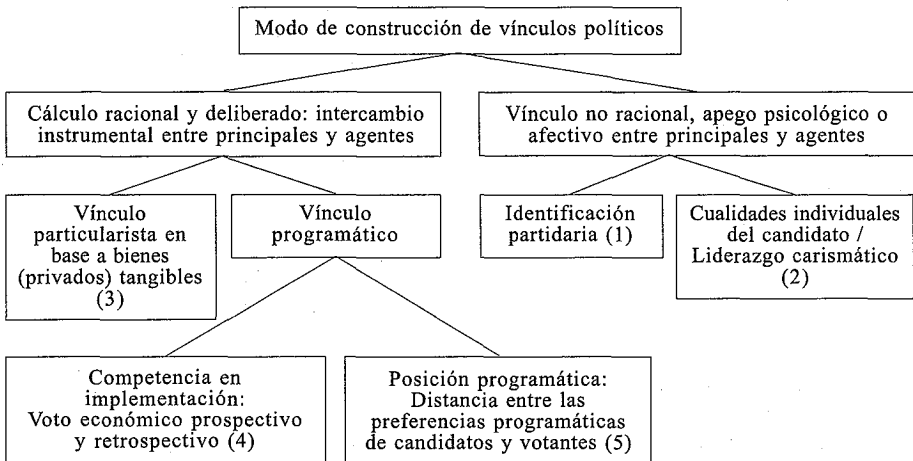 Modo de construcción de vínculos políticos
Cálculo racional y deliberado: intercambio
instrumental entre principales y agentes
Vínculo no racional, apego psicológico o
afectivo entre principales y agentes
Vínculo
particularista en
base a bienes
(privados) tangibles
(3)
Vínculo
programático
Identificación
partidaria (1)
Cualidades individuales
del candidato /
Liderazgo carismático
(2)
Competencia en
implementación:
Voto económico prospectivo
y retrospectivo (4)
Posición programática:
Distancia entre las
preferencias programáticas
de candidatos y votantes (5)